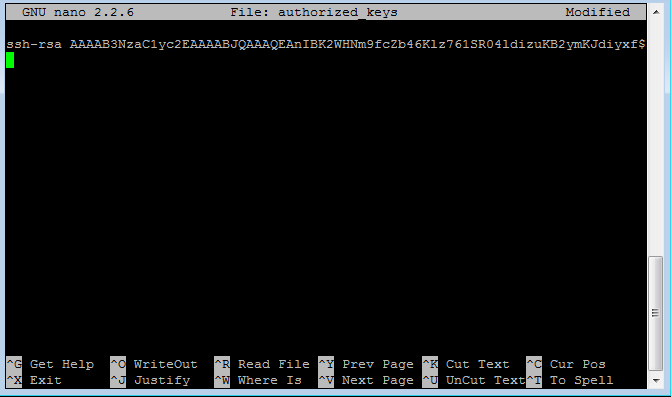 GNU nano 2.2.6 File: authorized_keys Modified
ssh-rsa AAAAB3NzaC1yc2EAAAABJQAAAQEAnIBK2WHNm9fcZb46Klz761SR04ldizuKB2ymKJdiyxf$
^G Get Help ^O WriteOut ^R Read File ^Y Prev Page ^K Cut Text ^C Cur Pos
^X Exit ^J Justify ^W Where Is ^V Next Page ^U UnCut Text^T To Spell